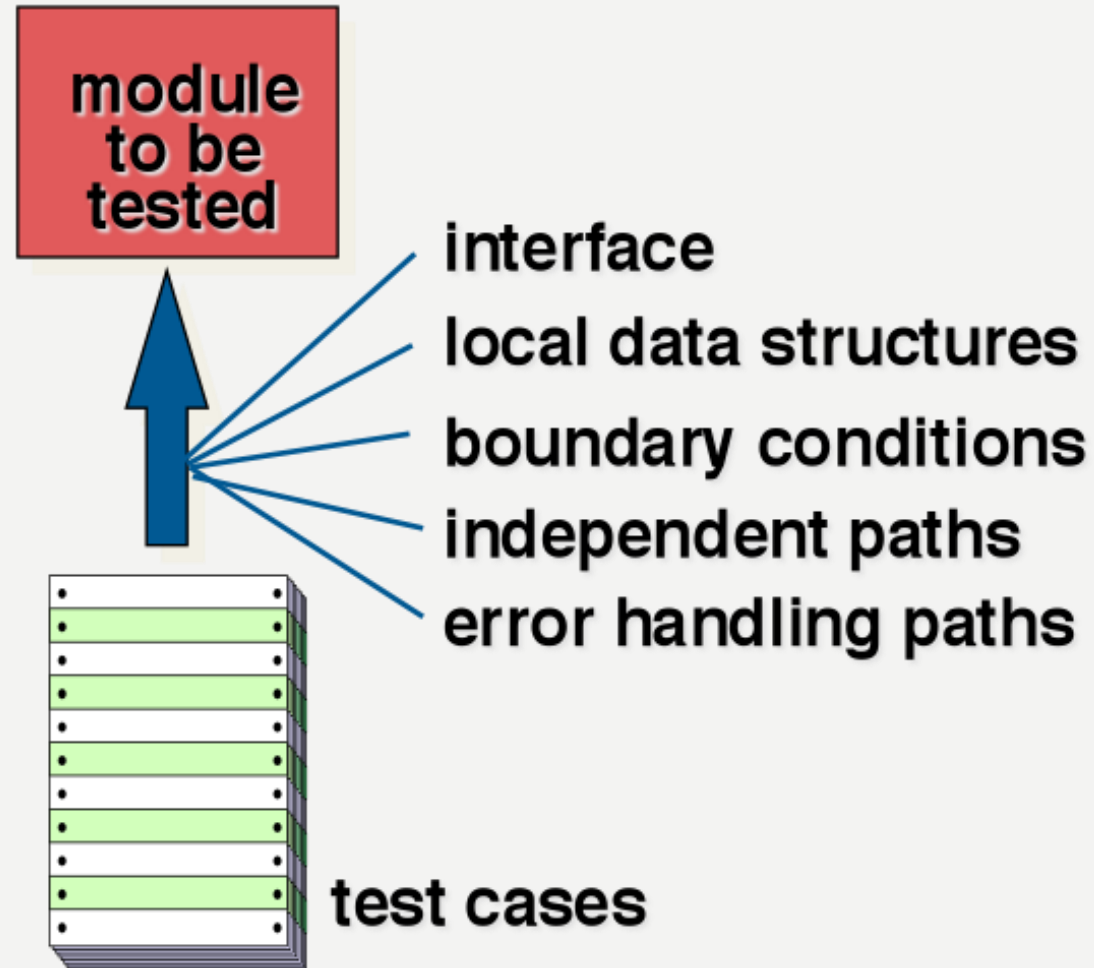 module
to be
tested
interface
local data structures
boundary conditions
independent paths
error handling paths
test cases